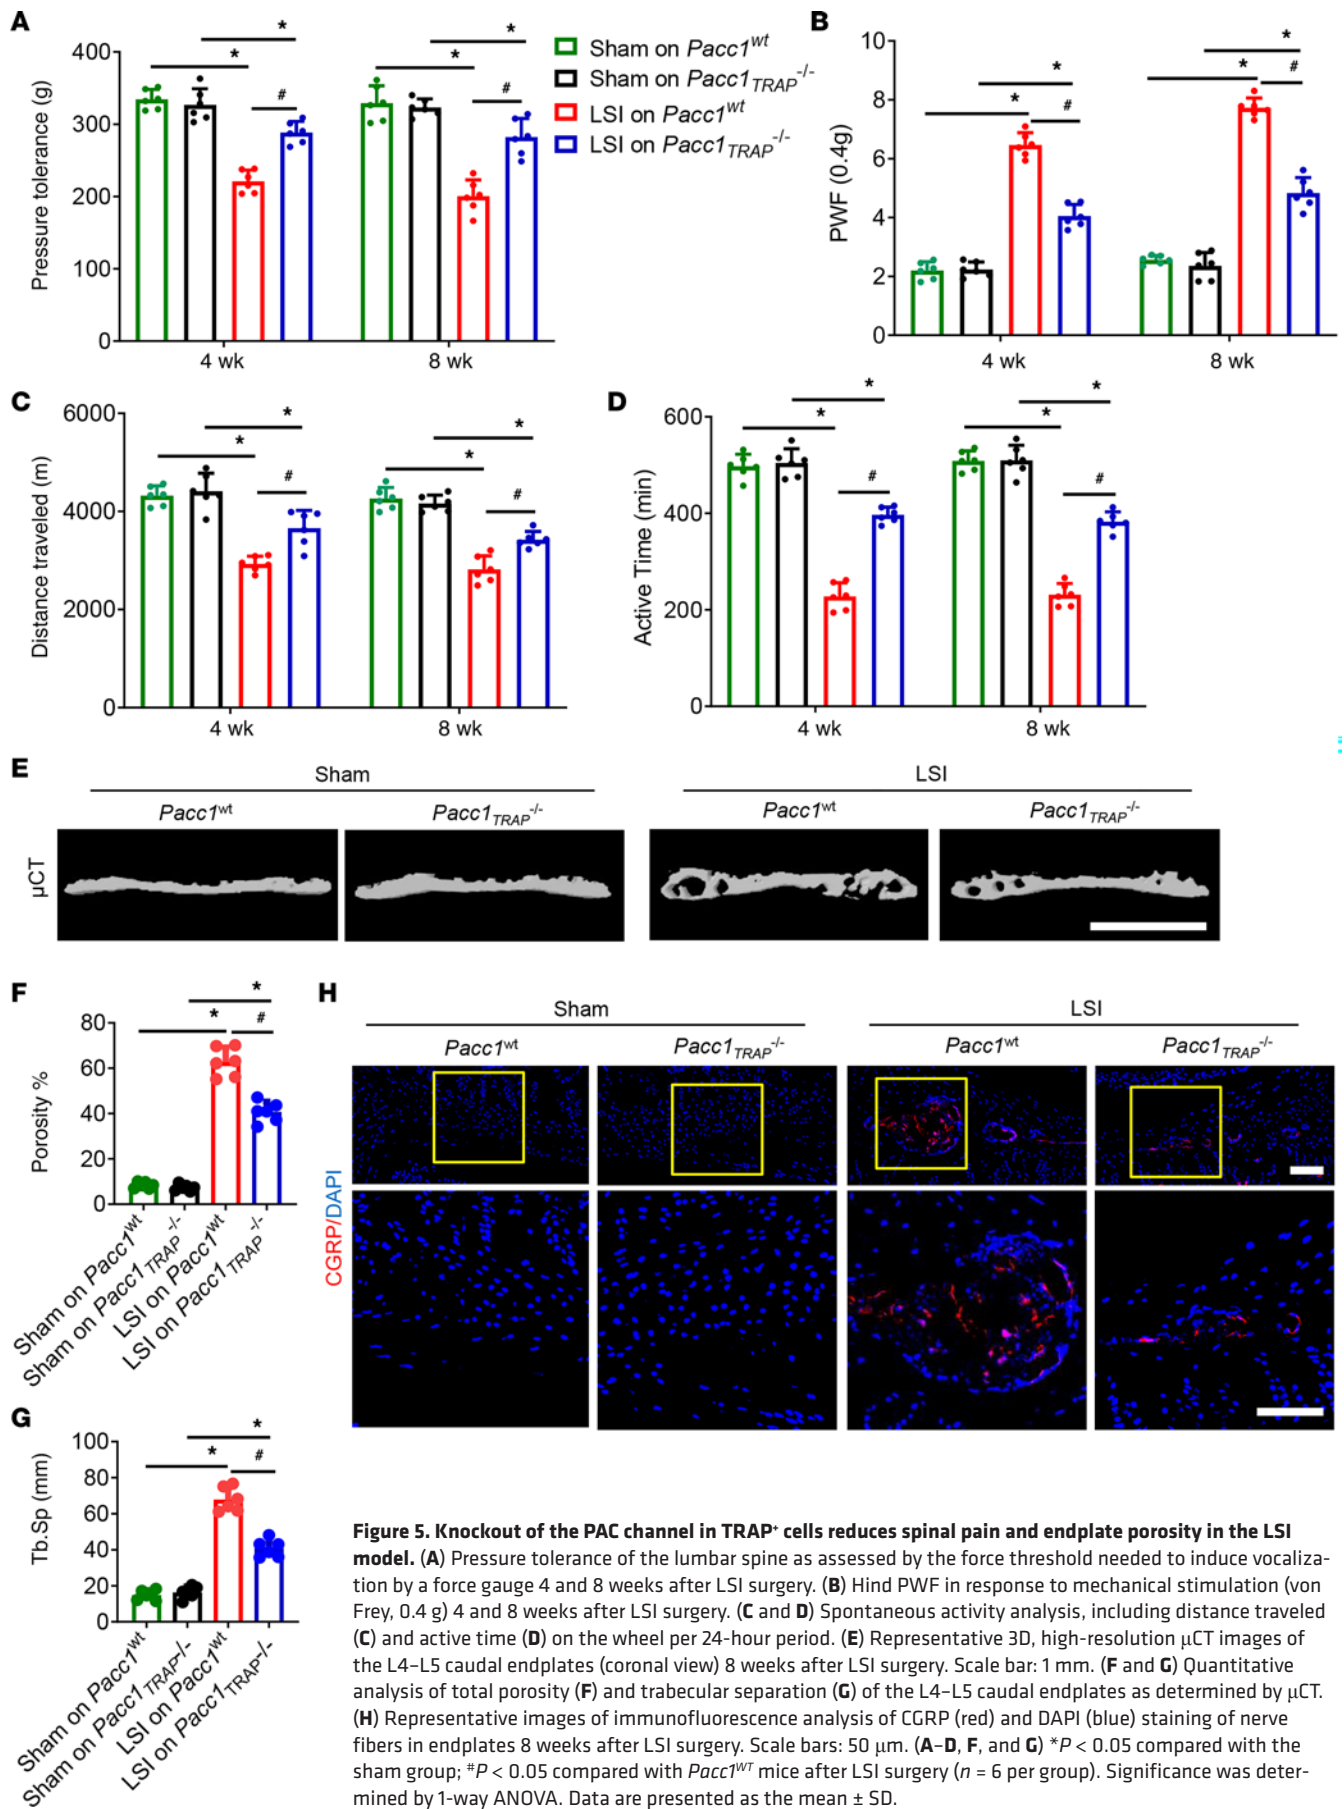 A
Pressure tolerance (g)
400
300
200
100
0
*
*
#
*
*
#
4 wk
8 wk
Sham on Pacc1wt
Sham on Pacc1TRAP-/-
LSI on Pacc1wt
LSI on Pacc1TRAP-/-
B
PWF (0.4g)
10
8
6
4
2
0
*
*
#
*
*
#
4 wk
8 wk
C
Distance traveled (m)
6000
4000
2000
0
*
*
#
*
*
#
4 wk
8 wk
D
Active Time (min)
600
400
200
0
*
*
#
*
*
#
4 wk
8 wk
E
Sham
LSI
Pacc1wt
Pacc1TRAP-/-
Pacc1wt
Pacc1TRAP-/-
µCT
F
Porosity %
80
60
40
20
0
*
*
#
Sham on Pacc1wt
Sham on Pacc1TRAP-/-
LSI on Pacc1wt
LSI on Pacc1TRAP-/-
G
Tb.Sp (mm)
100
80
60
40
20
0
*
*
#
Sham on Pacc1wt
Sham on Pacc1TRAP-/-
LSI on Pacc1wt
LSI on Pacc1TRAP-/-
H
Sham
LSI
Pacc1wt
Pacc1TRAP-/-
Pacc1wt
Pacc1TRAP-/-
CGRP/DAPI
Figure 5. Knockout of the PAC channel in TRAP+ cells reduces spinal pain and endplate porosity in the LSI
model. (A) Pressure tolerance of the lumbar spine as assessed by the force threshold needed to induce vocaliza-
tion by a force gauge 4 and 8 weeks after LSI surgery. (B) Hind PWF in response to mechanical stimulation (von
Frey, 0.4 g) 4 and 8 weeks after LSI surgery. (C and D) Spontaneous activity analysis, including distance traveled
(C) and active time (D) on the wheel per 24-hour period. (E) Representative 3D, high-resolution µCT images of
the L4–L5 caudal endplates (coronal view) 8 weeks after LSI surgery. Scale bar: 1 mm. (F and G) Quantitative
analysis of total porosity (F) and trabecular separation (G) of the L4–L5 caudal endplates as determined by µCT.
(H) Representative images of immunofluorescence analysis of CGRP (red) and DAPI (blue) staining of nerve
fibers in endplates 8 weeks after LSI surgery. Scale bars: 50 µm. (A–D, F, and G) *P < 0.05 compared with the
sham group; #P < 0.05 compared with Pacc1WT mice after LSI surgery (n = 6 per group). Significance was deter-
mined by 1-way ANOVA. Data are presented as the mean ± SD.